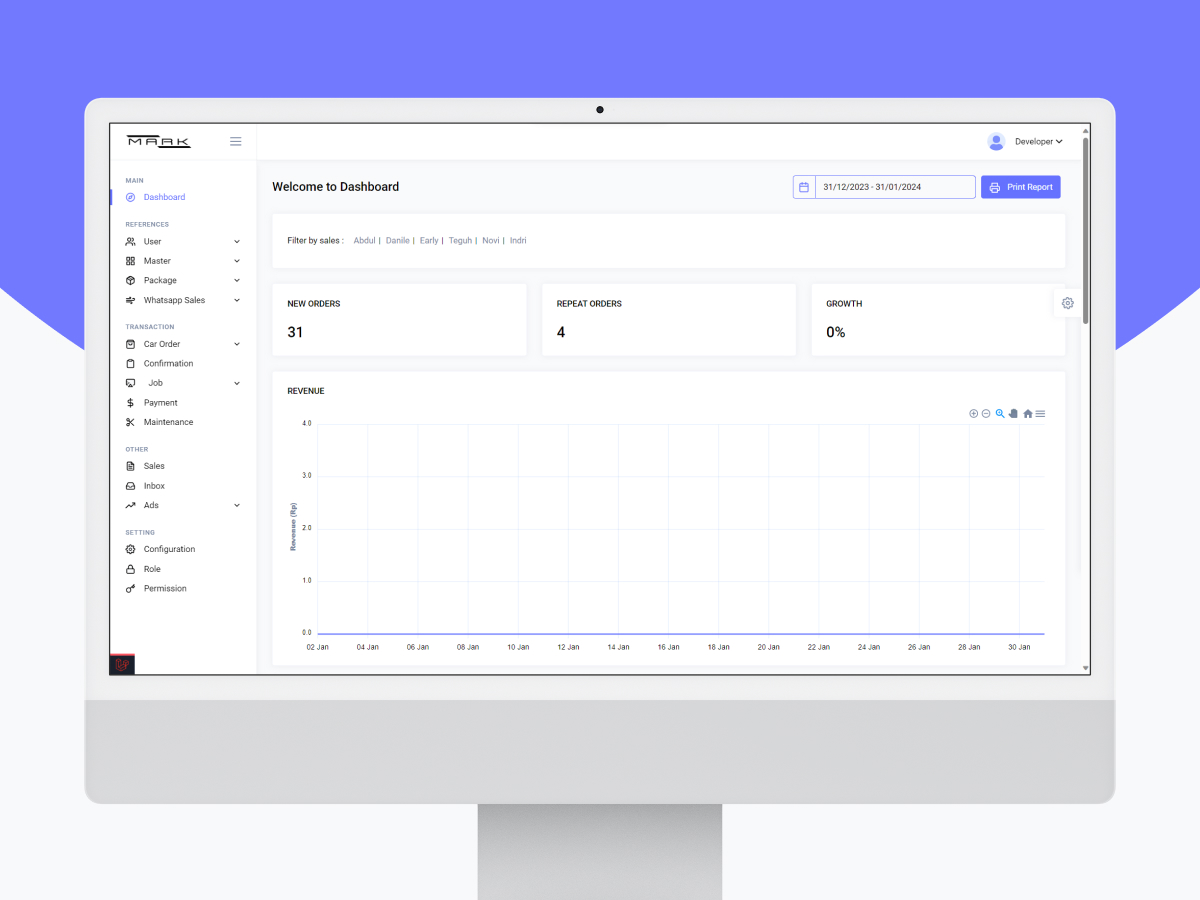 MARK
Developer
MAIN
Dashboard
REFERENCES
User
Master
Package
Whatsapp Sales
TRANSACTION
Car Order
Confirmation
Job
Payment
Maintenance
OTHER
Sales
Inbox
Ads
SETTING
Configuration
Role
Permission
Welcome to Dashboard
31/12/2023 - 31/01/2024
Print Report
Filter by sales : Abdul | Danile | Early | Teguh | Novi | Indri
NEW ORDERS
31
REPEAT ORDERS
4
GROWTH
0%
REVENUE
Revenue (Rp)
4.0
3.0
2.0
1.0
0.0
02 Jan 04 Jan 06 Jan 08 Jan 10 Jan 12 Jan 14 Jan 16 Jan 18 Jan 20 Jan 22 Jan 24 Jan 26 Jan 28 Jan 30 Jan